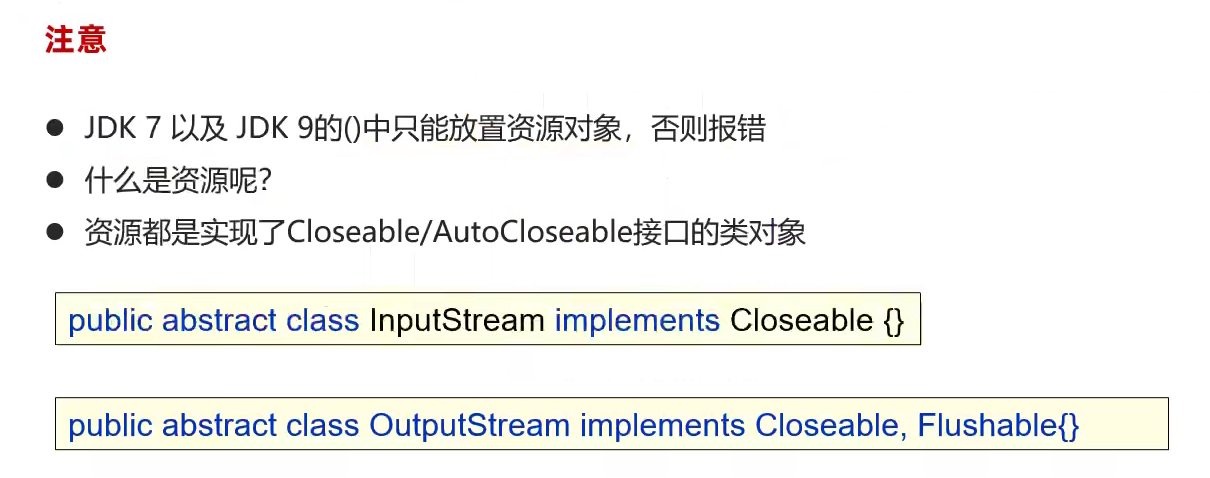 注意
JDK 7 以及 JDK 9的()中只能放置资源对象，否则报错
什么是资源呢？
资源都是实现了Closeable/AutoCloseable接口的类对象
public abstract class InputStream implements Closeable {}
public abstract class OutputStream implements Closeable, Flushable{}